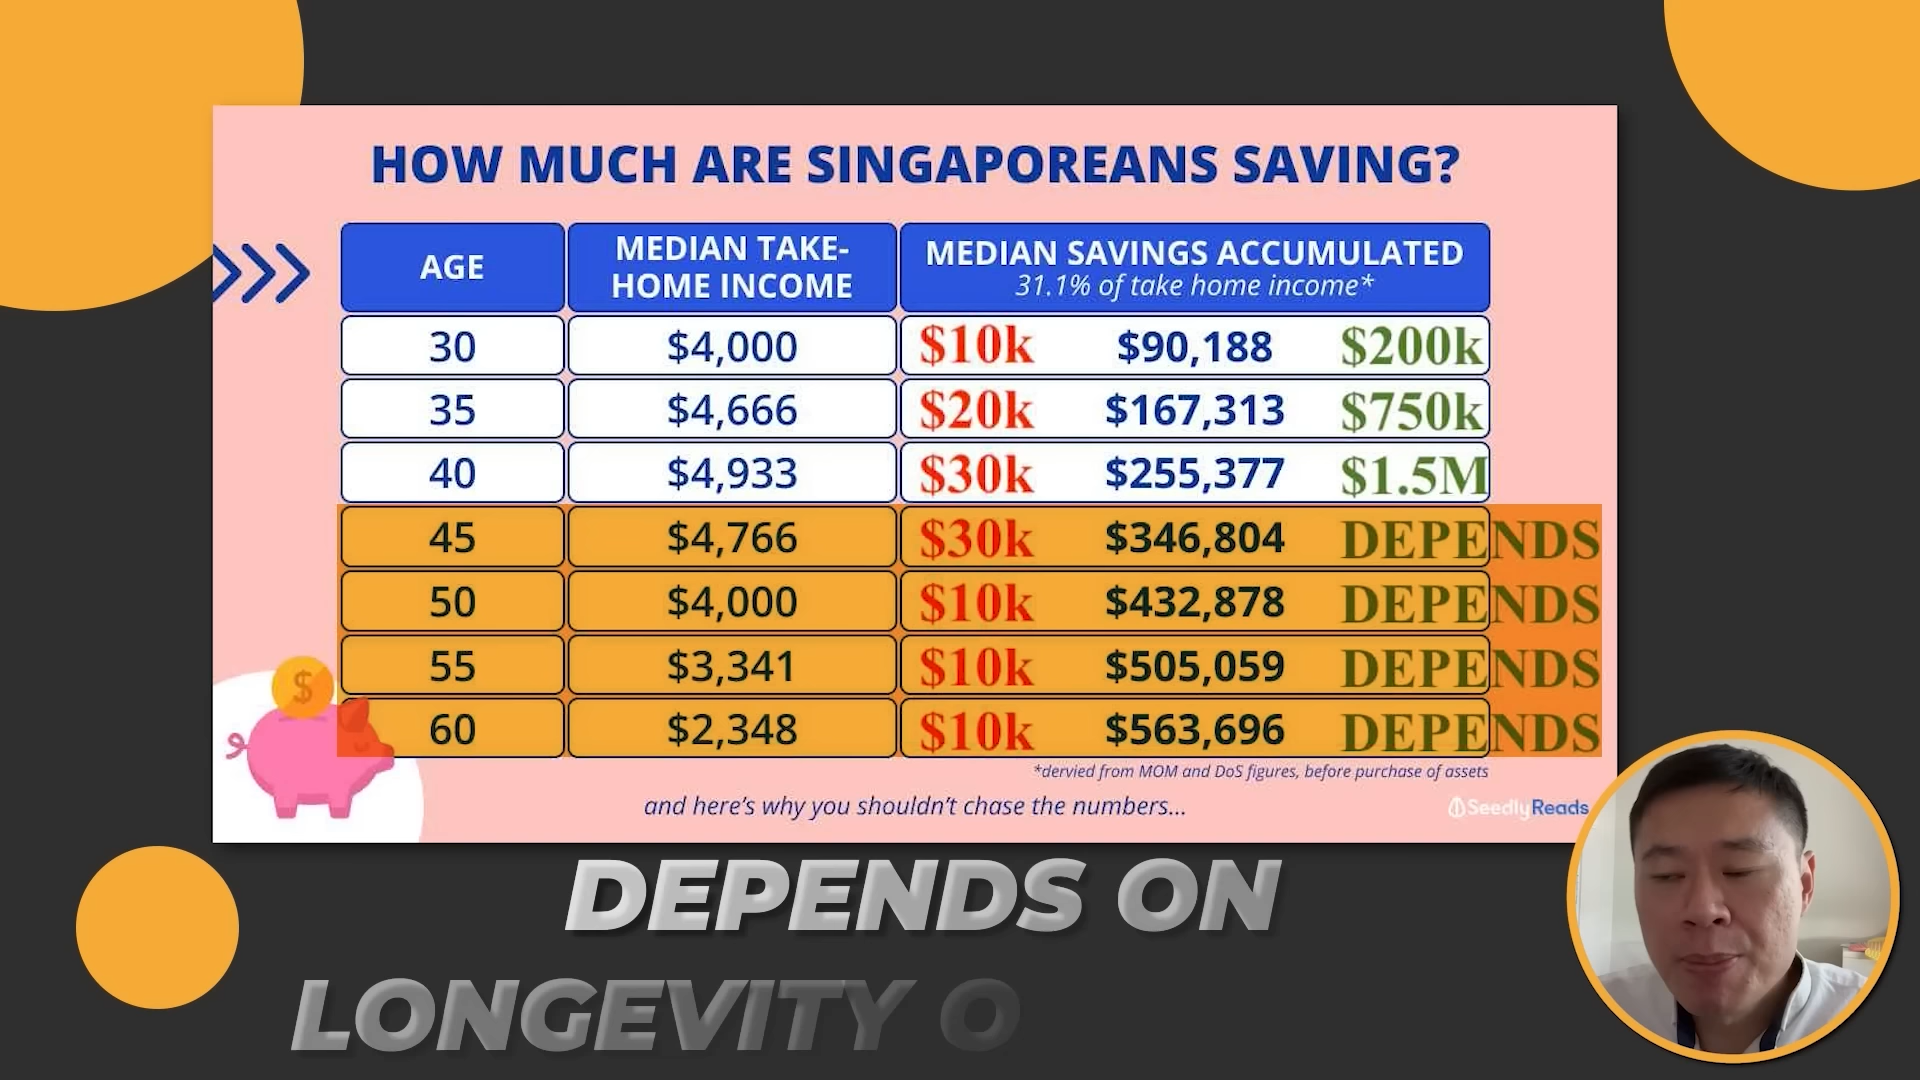 HOW MUCH ARE SINGAPOREANS SAVING?
AGE
MEDIAN TAKE-
HOME INCOME
MEDIAN SAVINGS ACCUMULATED
31.1% of take home income*
30 $4,000 $10k $90,188 $200k
35 $4,666 $20k $167,313 $750k
40 $4,933 $30k $255,377 $1.5M
45 $4,766 $30k $346,804 DEPENDS
50 $4,000 $10k $432,878 DEPENDS
55 $3,341 $10k $505,059 DEPENDS
60 $2,348 $10k $563,696 DEPENDS
$
*dervied from MOM and DoS figures, before purchase of assets
and here's why you shouldn't chase the numbers...
SeedlyReads
DEPENDS ON
LONGEVITY O